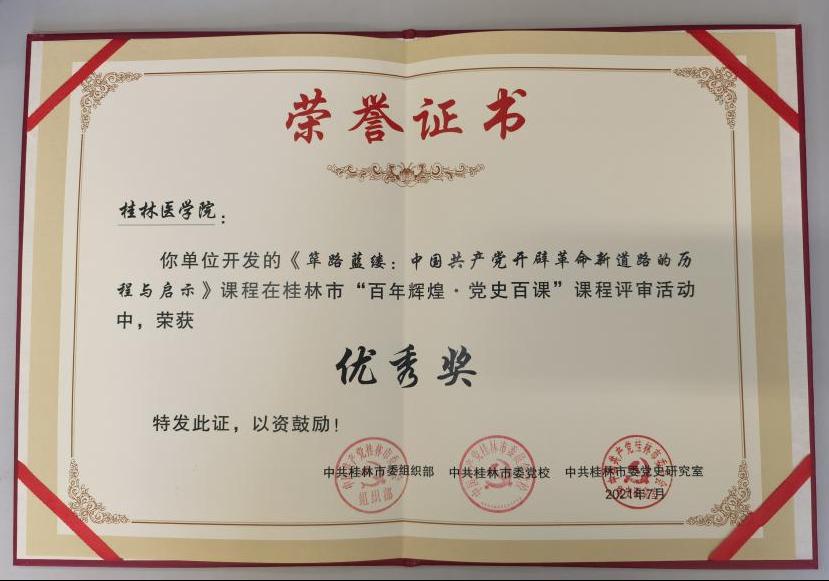 荣誉证书
桂林医学院：
你单位开发的《筚路蓝缕：中国共产党开辟革命新道路的历
程与启示》课程在桂林市“百年辉煌·党史百课”课程评审活动
中，荣获
优秀奖
特发此证，以资鼓励！
中共桂林市委组织部 中共桂林市委党校 中共桂林市委党史研究室
2021年7月
组织部